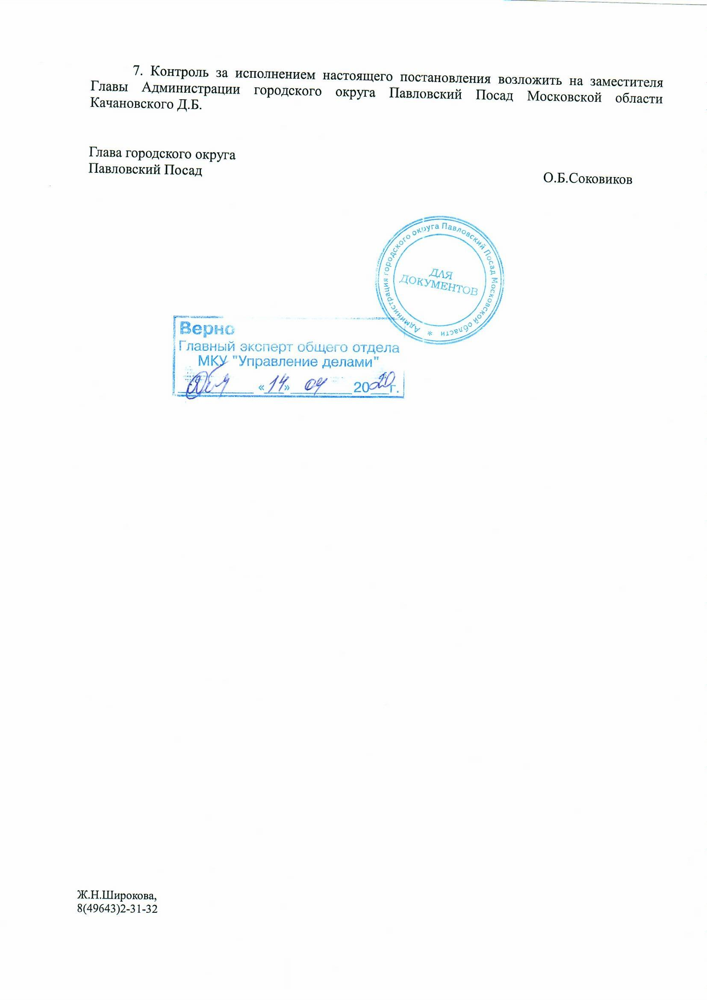 7. Контроль за исполнением настоящего постановления возложить на заместителя
Главы Администрации городского округа Павловский Посад Московской области
Качановского Д.Б.
Глава городского округа
Павловский Посад
О.Б.Соковиков
Администрация городского округа Павловский Посад Московской области *
ДЛЯ
ДОКУМЕНТОВ
Верно
Главный эксперт общего отдела
МКУ "Управление делами"
«14» 04 2020г.
Ж.Н.Широкова,
8(49643)2-31-32